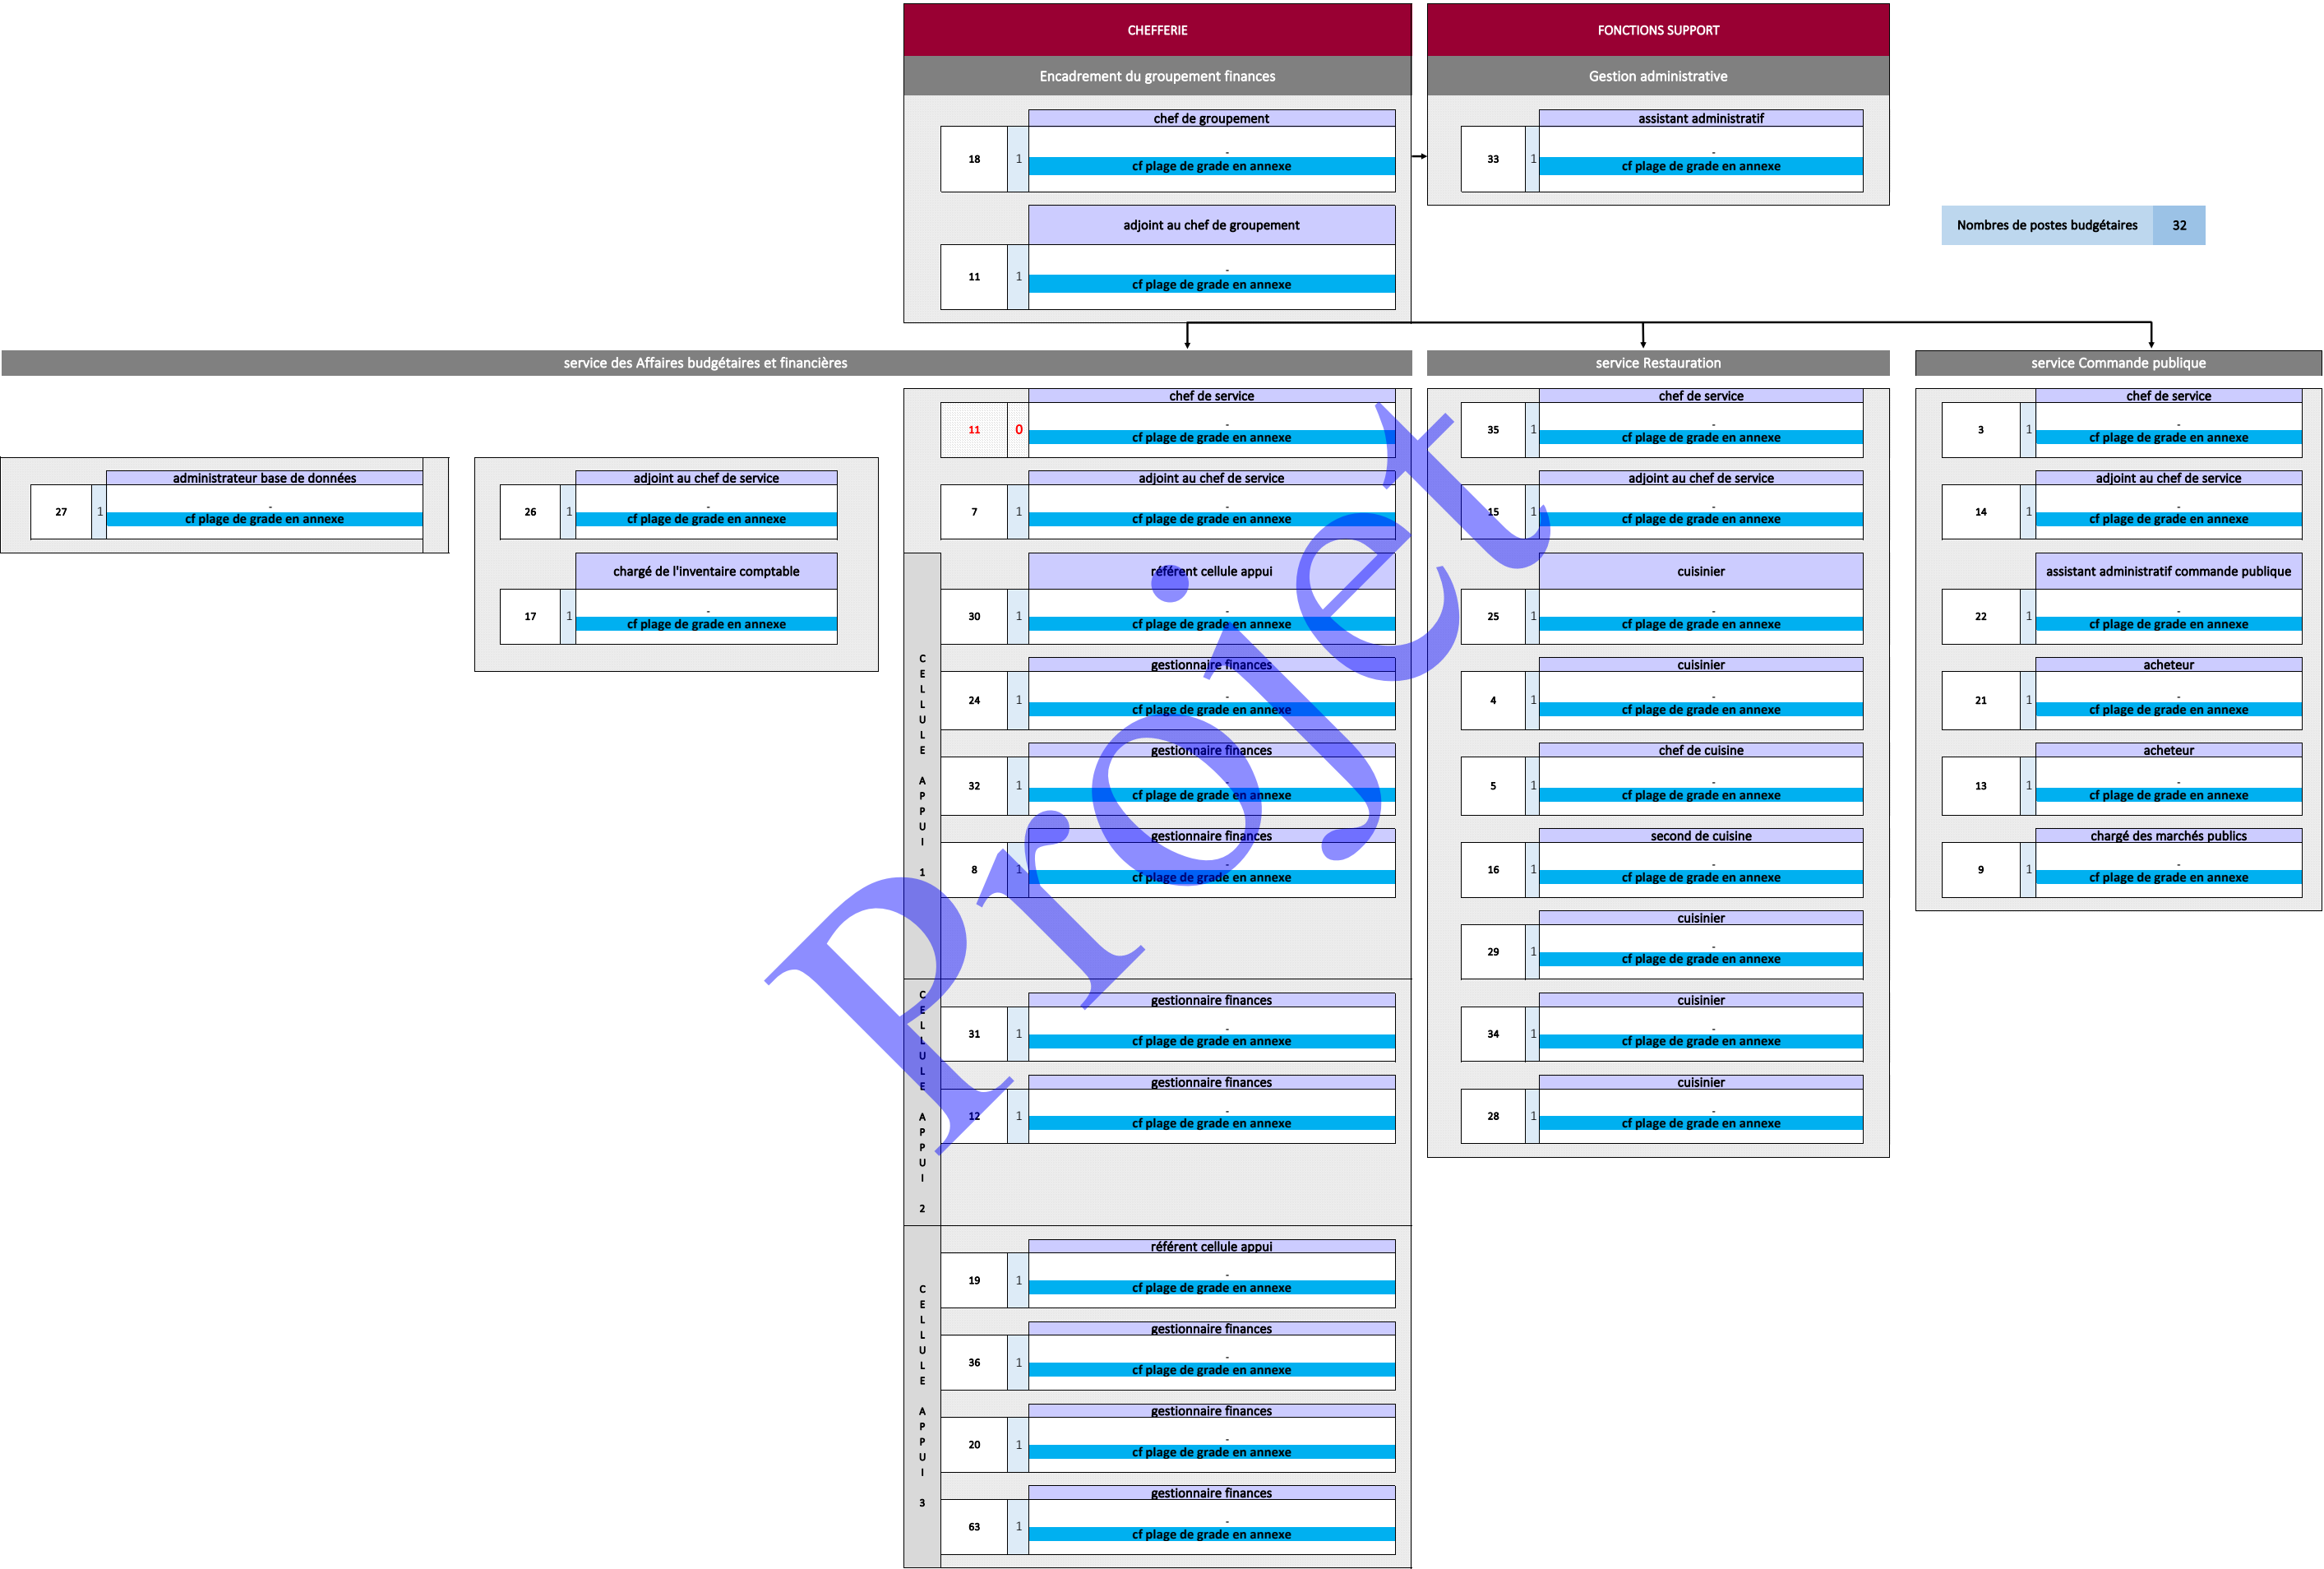 CHEFFERIE
Encadrement du groupement finances
chef de groupement
18 1 -
cf plage de grade en annexe
adjoint au chef de groupement
11 1 -
cf plage de grade en annexe
FONCTIONS SUPPORT
Gestion administrative
assistant administratif
33 1 -
cf plage de grade en annexe
Nombres de postes budgétaires 32
service des Affaires budgétaires et financières
administrateur base de données
27 1 -
cf plage de grade en annexe
adjoint au chef de service
26 1 -
cf plage de grade en annexe
chargé de l'inventaire comptable
17 1 -
cf plage de grade en annexe
chef de service
11 0 -
cf plage de grade en annexe
adjoint au chef de service
7 1 -
cf plage de grade en annexe
CELLULE APPUI 1
référent cellule appui
30 1 -
cf plage de grade en annexe
gestionnaire finances
24 1 -
cf plage de grade en annexe
gestionnaire finances
32 1 -
cf plage de grade en annexe
gestionnaire finances
8 1 -
cf plage de grade en annexe
CELLULE APPUI 2
gestionnaire finances
31 1 -
cf plage de grade en annexe
gestionnaire finances
12 1 -
cf plage de grade en annexe
CELLULE APPUI 3
référent cellule appui
19 1 -
cf plage de grade en annexe
gestionnaire finances
36 1 -
cf plage de grade en annexe
gestionnaire finances
20 1 -
cf plage de grade en annexe
gestionnaire finances
63 1 -
cf plage de grade en annexe
service Restauration
chef de service
35 1 -
cf plage de grade en annexe
adjoint au chef de service
15 1 -
cf plage de grade en annexe
cuisinier
25 1 -
cf plage de grade en annexe
cuisinier
4 1 -
cf plage de grade en annexe
chef de cuisine
5 1 -
cf plage de grade en annexe
second de cuisine
16 1 -
cf plage de grade en annexe
cuisinier
29 1 -
cf plage de grade en annexe
cuisinier
34 1 -
cf plage de grade en annexe
cuisinier
28 1 -
cf plage de grade en annexe
service Commande publique
chef de service
3 1 -
cf plage de grade en annexe
adjoint au chef de service
14 1 -
cf plage de grade en annexe
assistant administratif commande publique
22 1 -
cf plage de grade en annexe
acheteur
21 1 -
cf plage de grade en annexe
acheteur
13 1 -
cf plage de grade en annexe
chargé des marchés publics
9 1 -
cf plage de grade en annexe
Projet